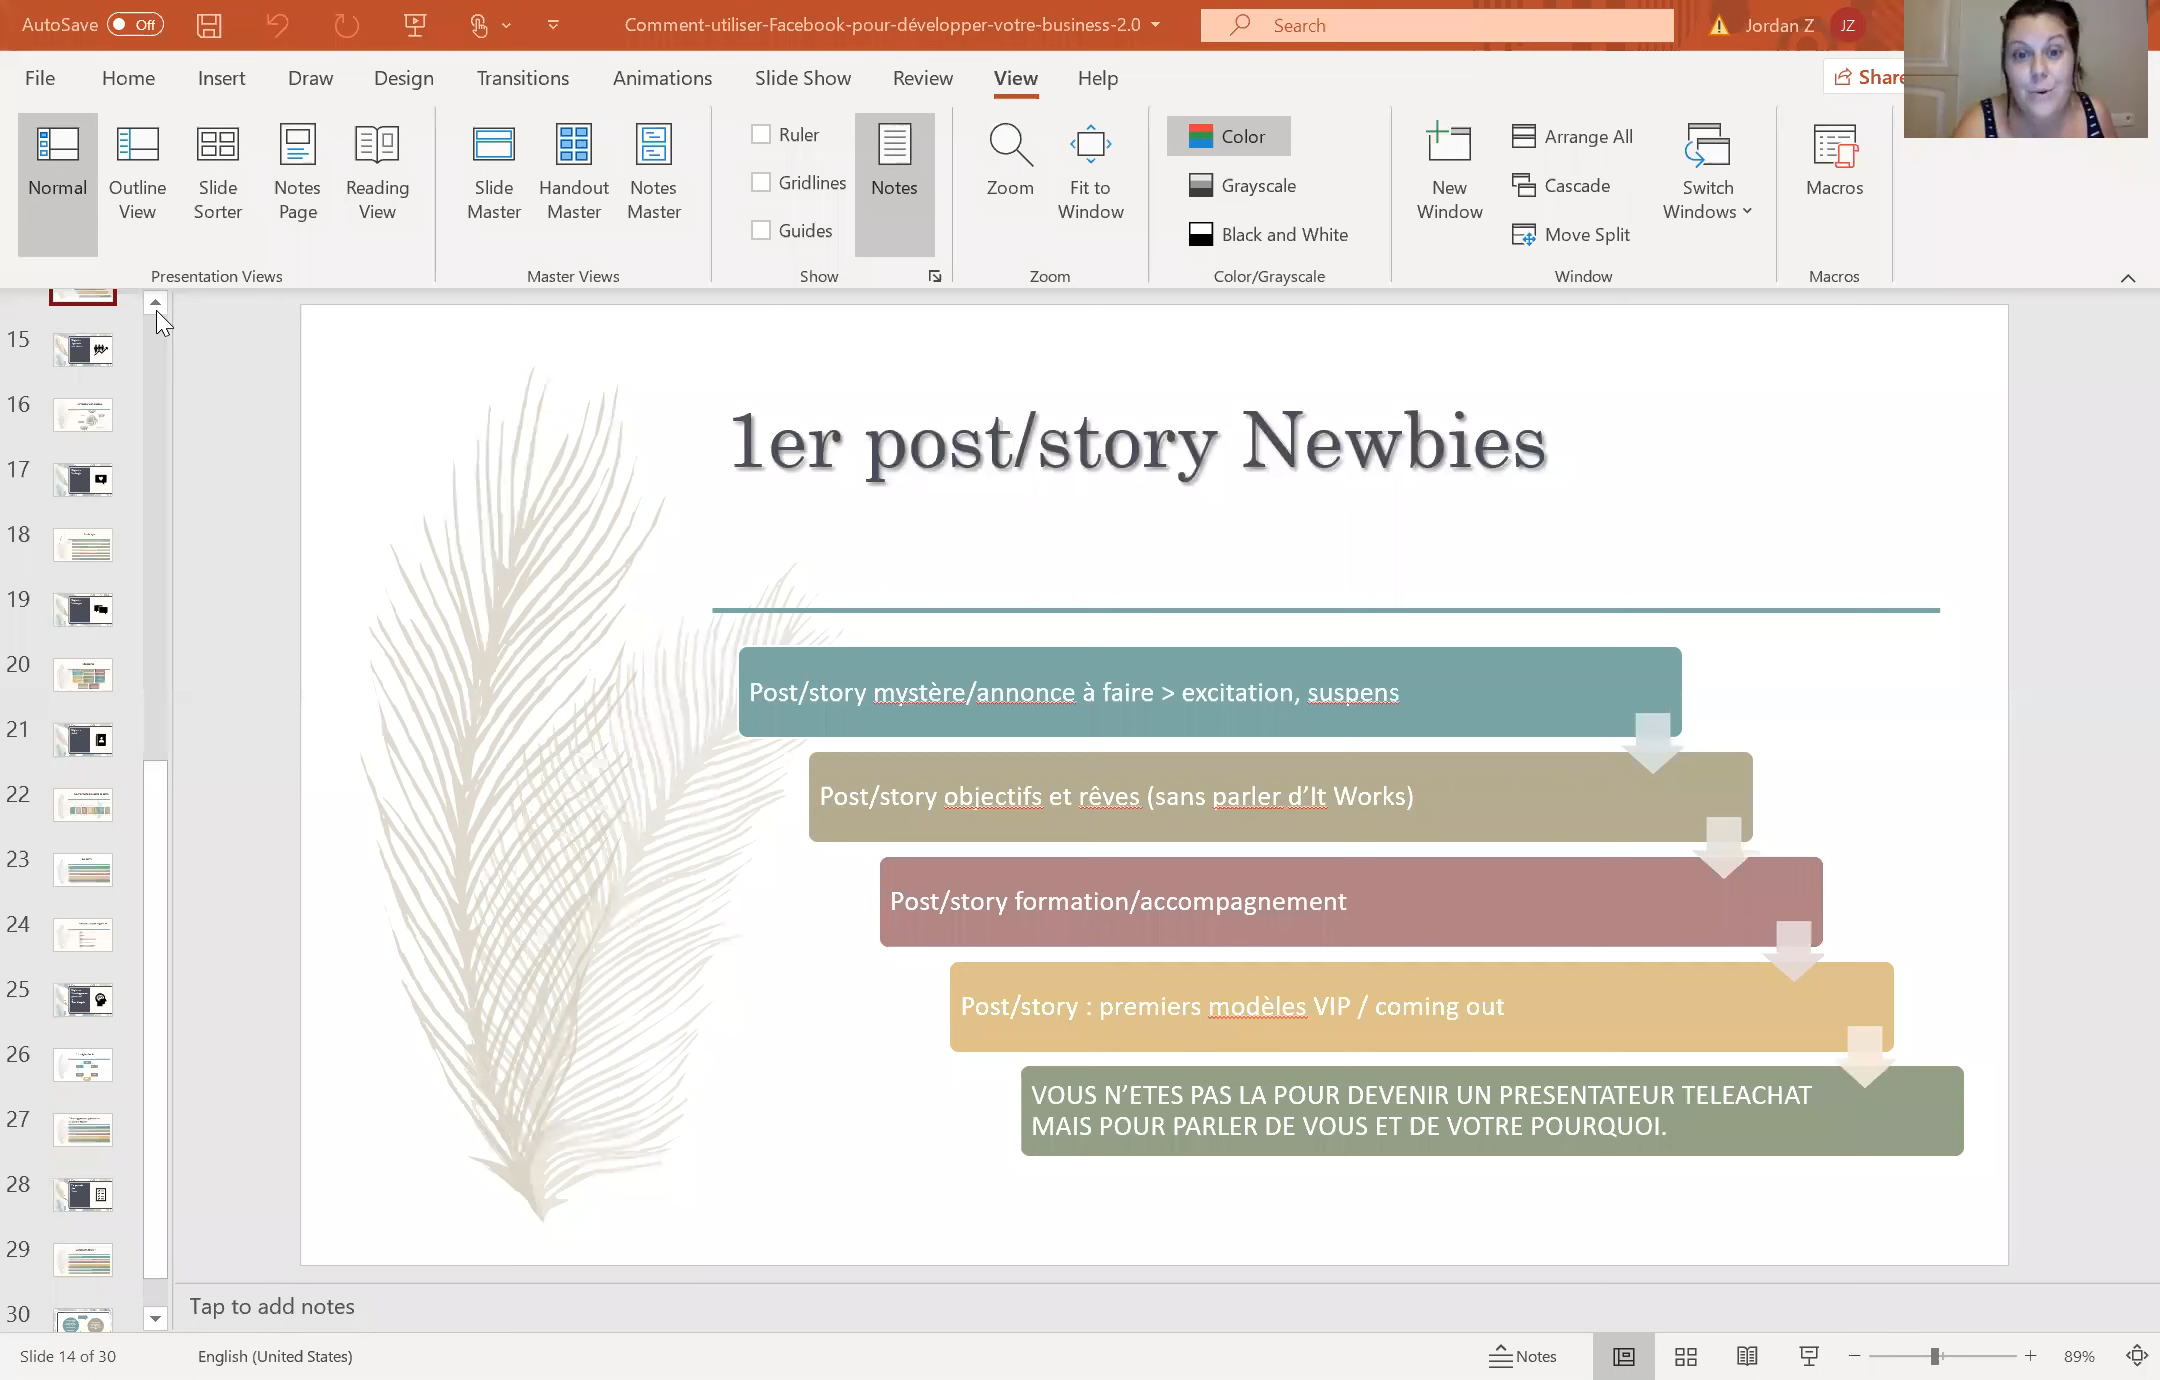 AutoSave Off
Comment-utiliser-Facebook-pour-développer-votre-business-2.0
Search
Jordan Z
JZ
File Home Insert Draw Design Transitions Animations Slide Show Review View Help
Share
Normal
Outline View
Slide Sorter
Notes Page
Reading View
Presentation Views
Slide Master
Handout Master
Notes Master
Master Views
Ruler
Gridlines
Guides
Notes
Show
Zoom
Fit to Window
Zoom
Color
Grayscale
Black and White
Color/Grayscale
New Window
Arrange All
Cascade
Move Split
Switch Windows
Window
Macros
Macros
15
16
17
18
19
20
21
22
23
24
25
26
27
28
29
30
1er post/story Newbies
Post/story mystère/annonce à faire > excitation, suspens
Post/story objectifs et rêves (sans parler d’It Works)
Post/story formation/accompagnement
Post/story : premiers modèles VIP / coming out
VOUS N’ETES PAS LA POUR DEVENIR UN PRESENTATEUR TELEACHAT
MAIS POUR PARLER DE VOUS ET DE VOTRE POURQUOI.
Tap to add notes
Slide 14 of 30
English (United States)
Notes
89%